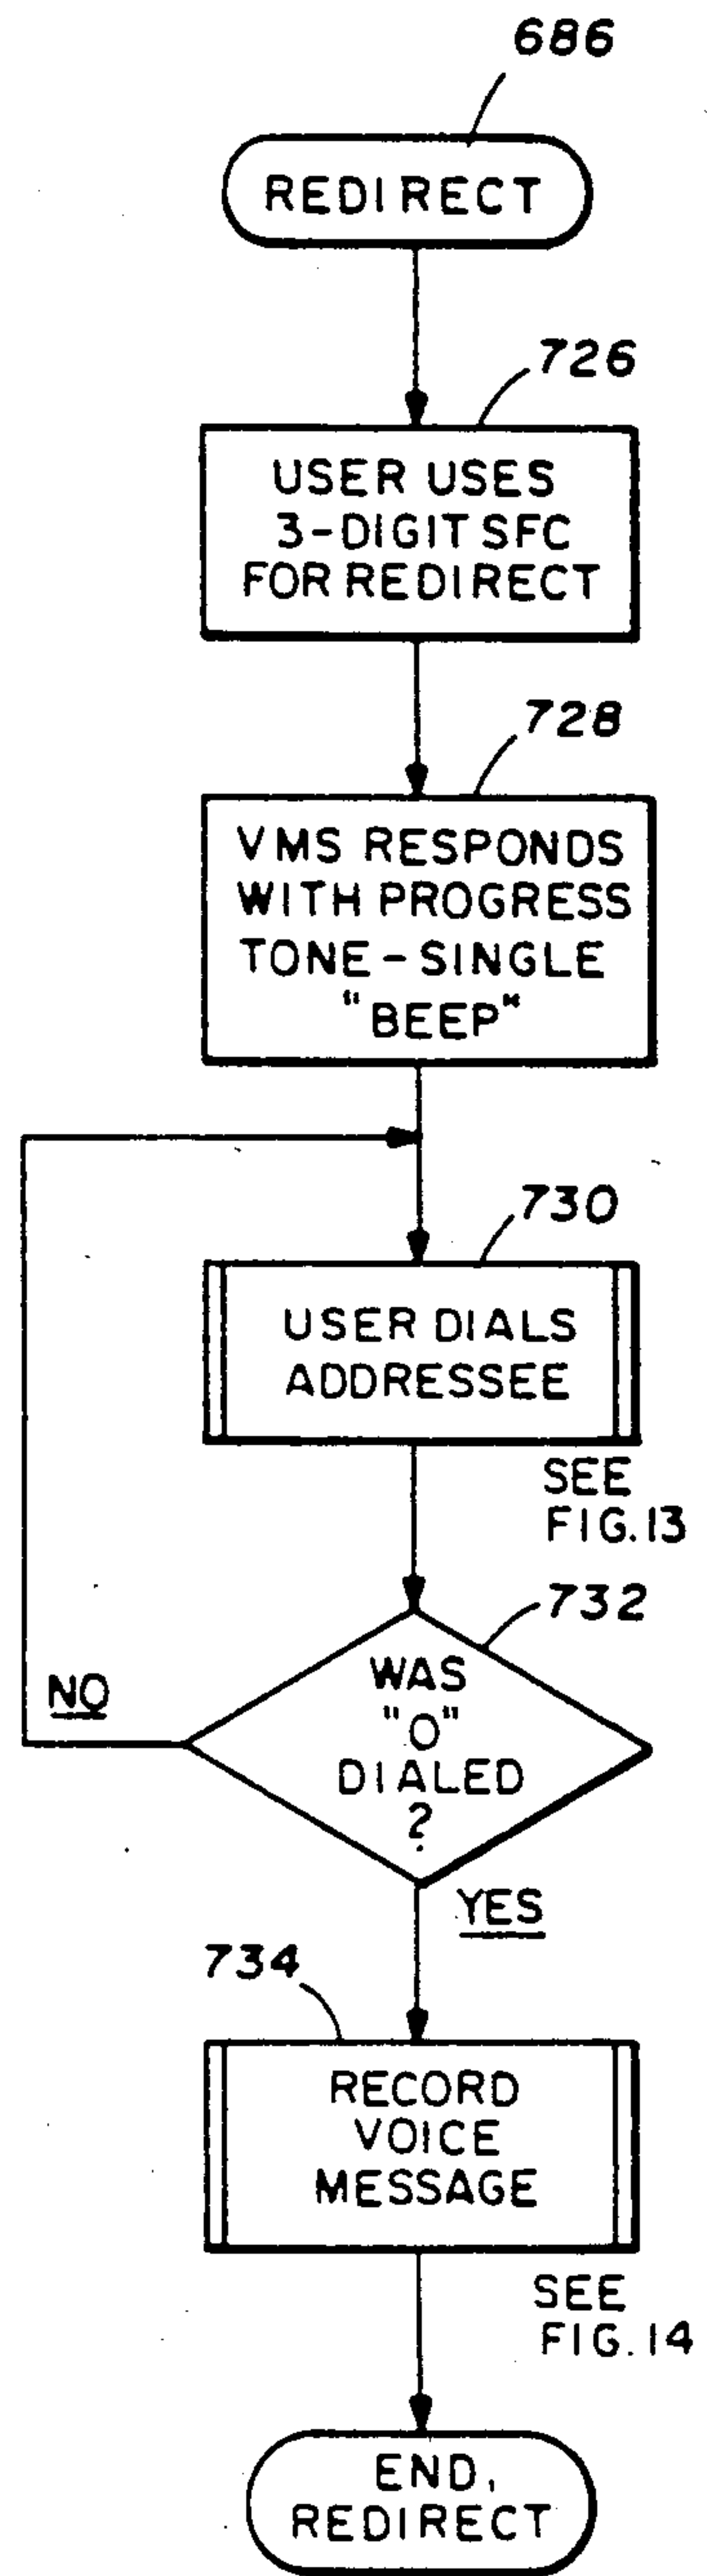 686
REDIRECT
726
USER USES
3-DIGIT SFC
FOR REDIRECT
728
VMS RESPONDS
WITH PROGRESS
TONE-SINGLE
"BEEP"
730
USER DIALS
ADDRESSEE
SEE
FIG.13
732
WAS
"0"
DIALED
?
NO
YES
734
RECORD
VOICE
MESSAGE
SEE
FIG.14
END,
REDIRECT